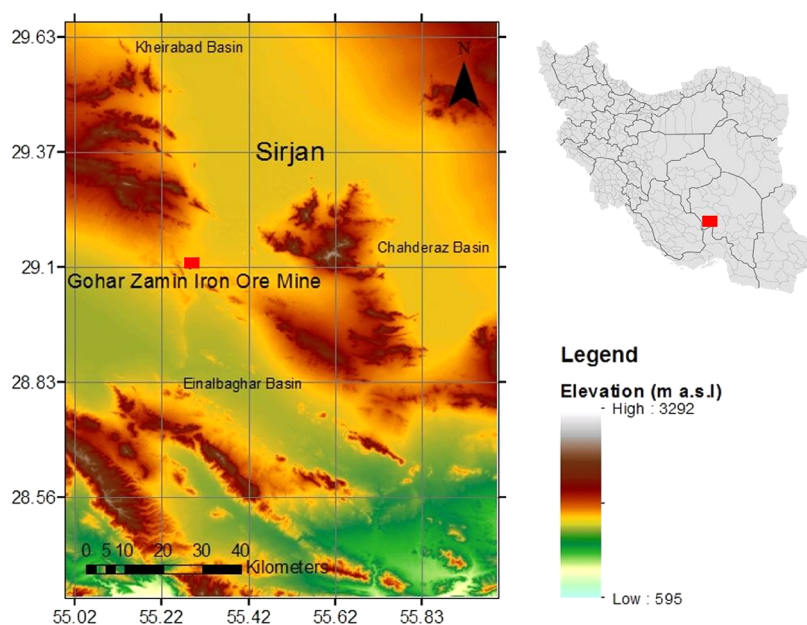 29.63
Kheirabad Basin
N
29.37
Sirjan
Chahderaz Basin
29.1
Gohar Zamin Iron Ore Mine
28.83
Einalbaghar Basin
28.56
0 5 10 20 30 40
Kilometers
55.02 55.22 55.42 55.62 55.83
Legend
Elevation (m a.s.l)
High : 3292
Low : 595